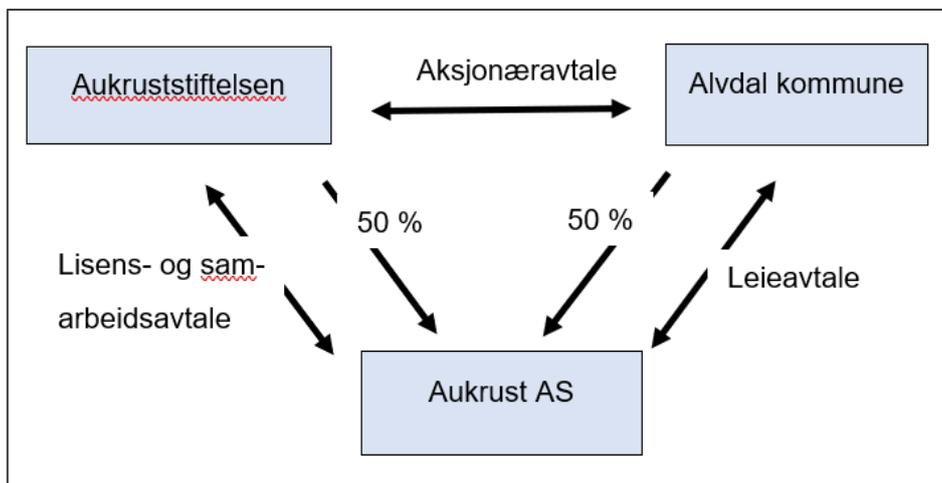 Aukruststiftelsen
Aksjonæravtale
Alvdal kommune
50 %
50 %
Lisens- og sam-
arbeidsavtale
Leieavtale
Aukrust AS